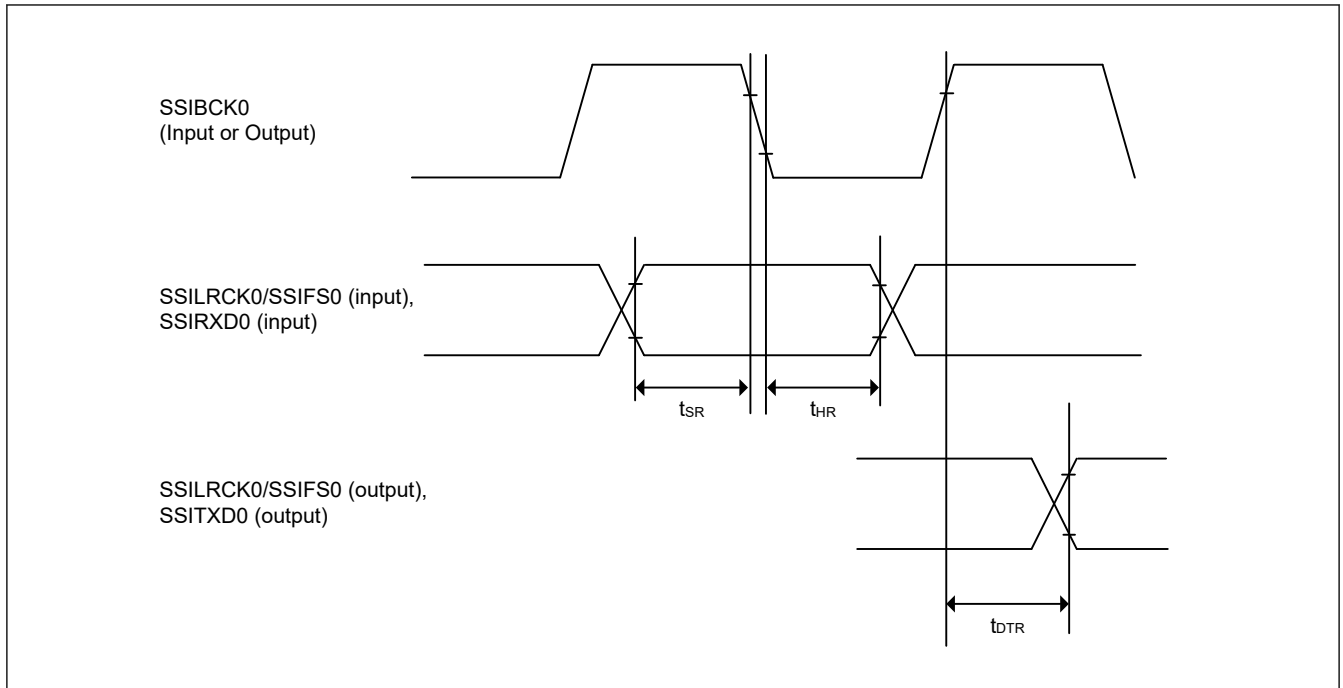 SSIBCK0
(Input or Output)
SSILRCK0/SSIFS0 (input),
SSIRXD0 (input)
tSR
tHR
SSILRCK0/SSIFS0 (output),
SSITXD0 (output)
tDTR